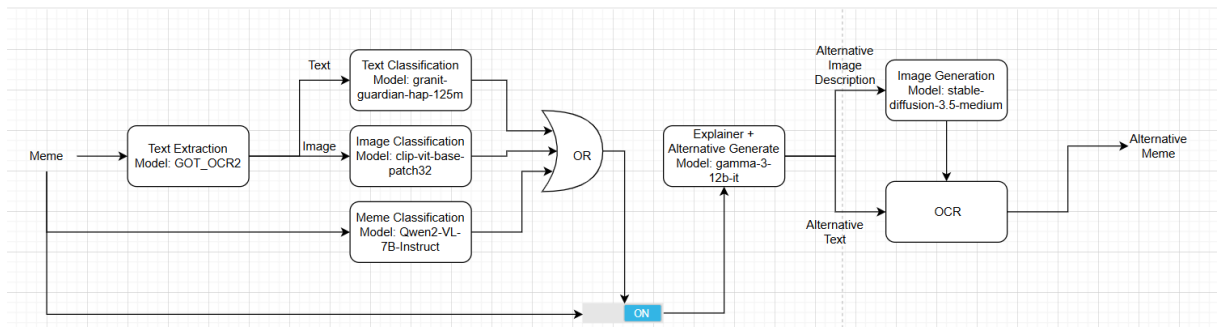 Meme
Text Extraction
Model: GOT_OCR2
Text
Image
Text Classification
Model: granit-
guardian-hap-125m
Image Classification
Model: clip-vit-base-
patch32
Meme Classification
Model: Qwen2-VL-
7B-Instruct
OR
ON
Explainer +
Alternative Generate
Model: gamma-3-
12b-it
Alternative
Image
Description
Alternative
Text
Image Generation
Model: stable-
diffusion-3.5-medium
OCR
Alternative
Meme